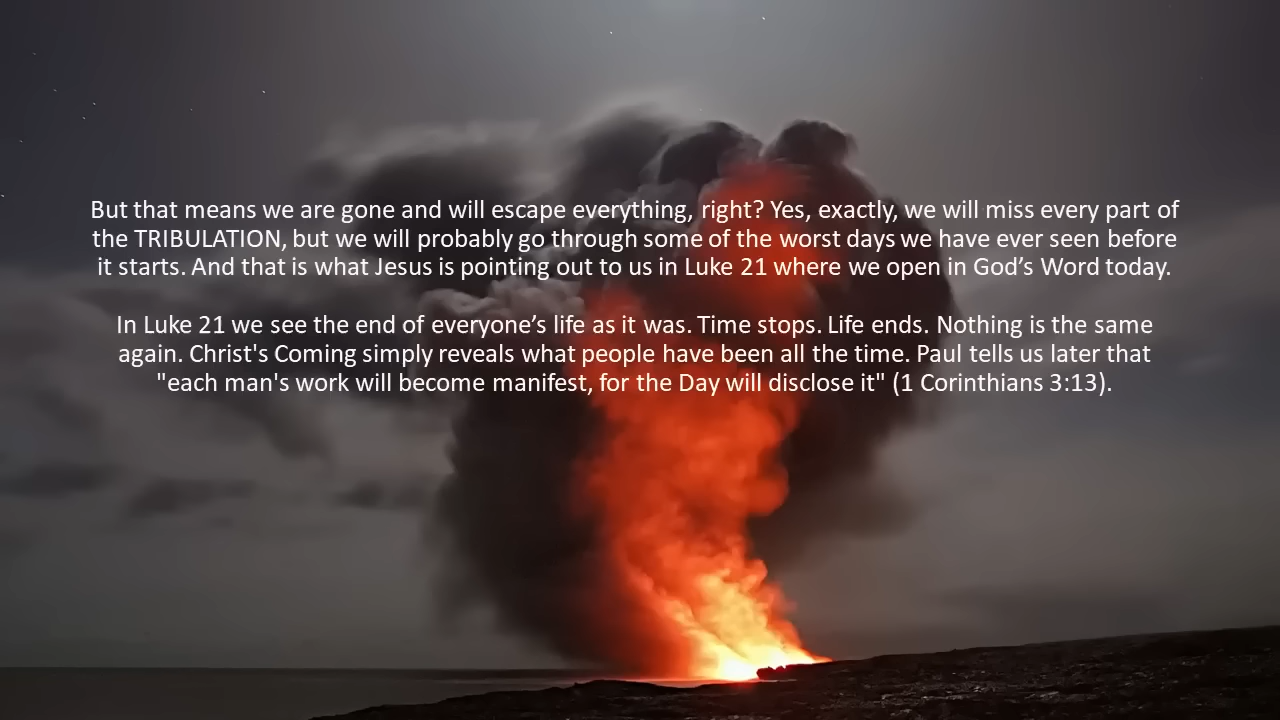 But that means we are gone and will escape everything, right? Yes, exactly, we will miss every part of
the TRIBULATION, but we will probably go through some of the worst days we have ever seen before
it starts. And that is what Jesus is pointing out to us in Luke 21 where we open in God’s Word today.
In Luke 21 we see the end of everyone’s life as it was. Time stops. Life ends. Nothing is the same
again. Christ's Coming simply reveals what people have been all the time. Paul tells us later that
"each man's work will become manifest, for the Day will disclose it" (1 Corinthians 3:13).